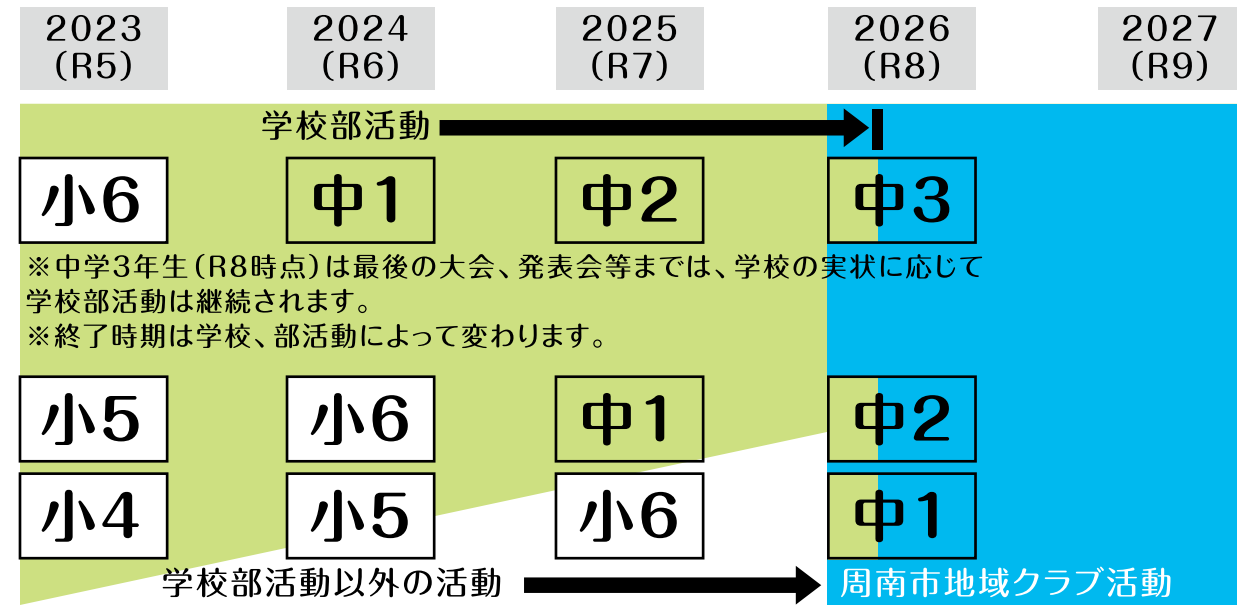 2023 2024 2025 2026 2027
(R5) (R6) (R7) (R8) (R9)
学校部活動
小6 中1 中2 中3
※中学3年生(R8時点)は最後の大会、発表会等までは、学校の実状に応じて
学校部活動は継続されます。
※終了時期は学校、部活動によって変わります。
小5 小6 中1 中2
小4 小5 小6 中1
学校部活動以外の活動 周南市地域クラブ活動